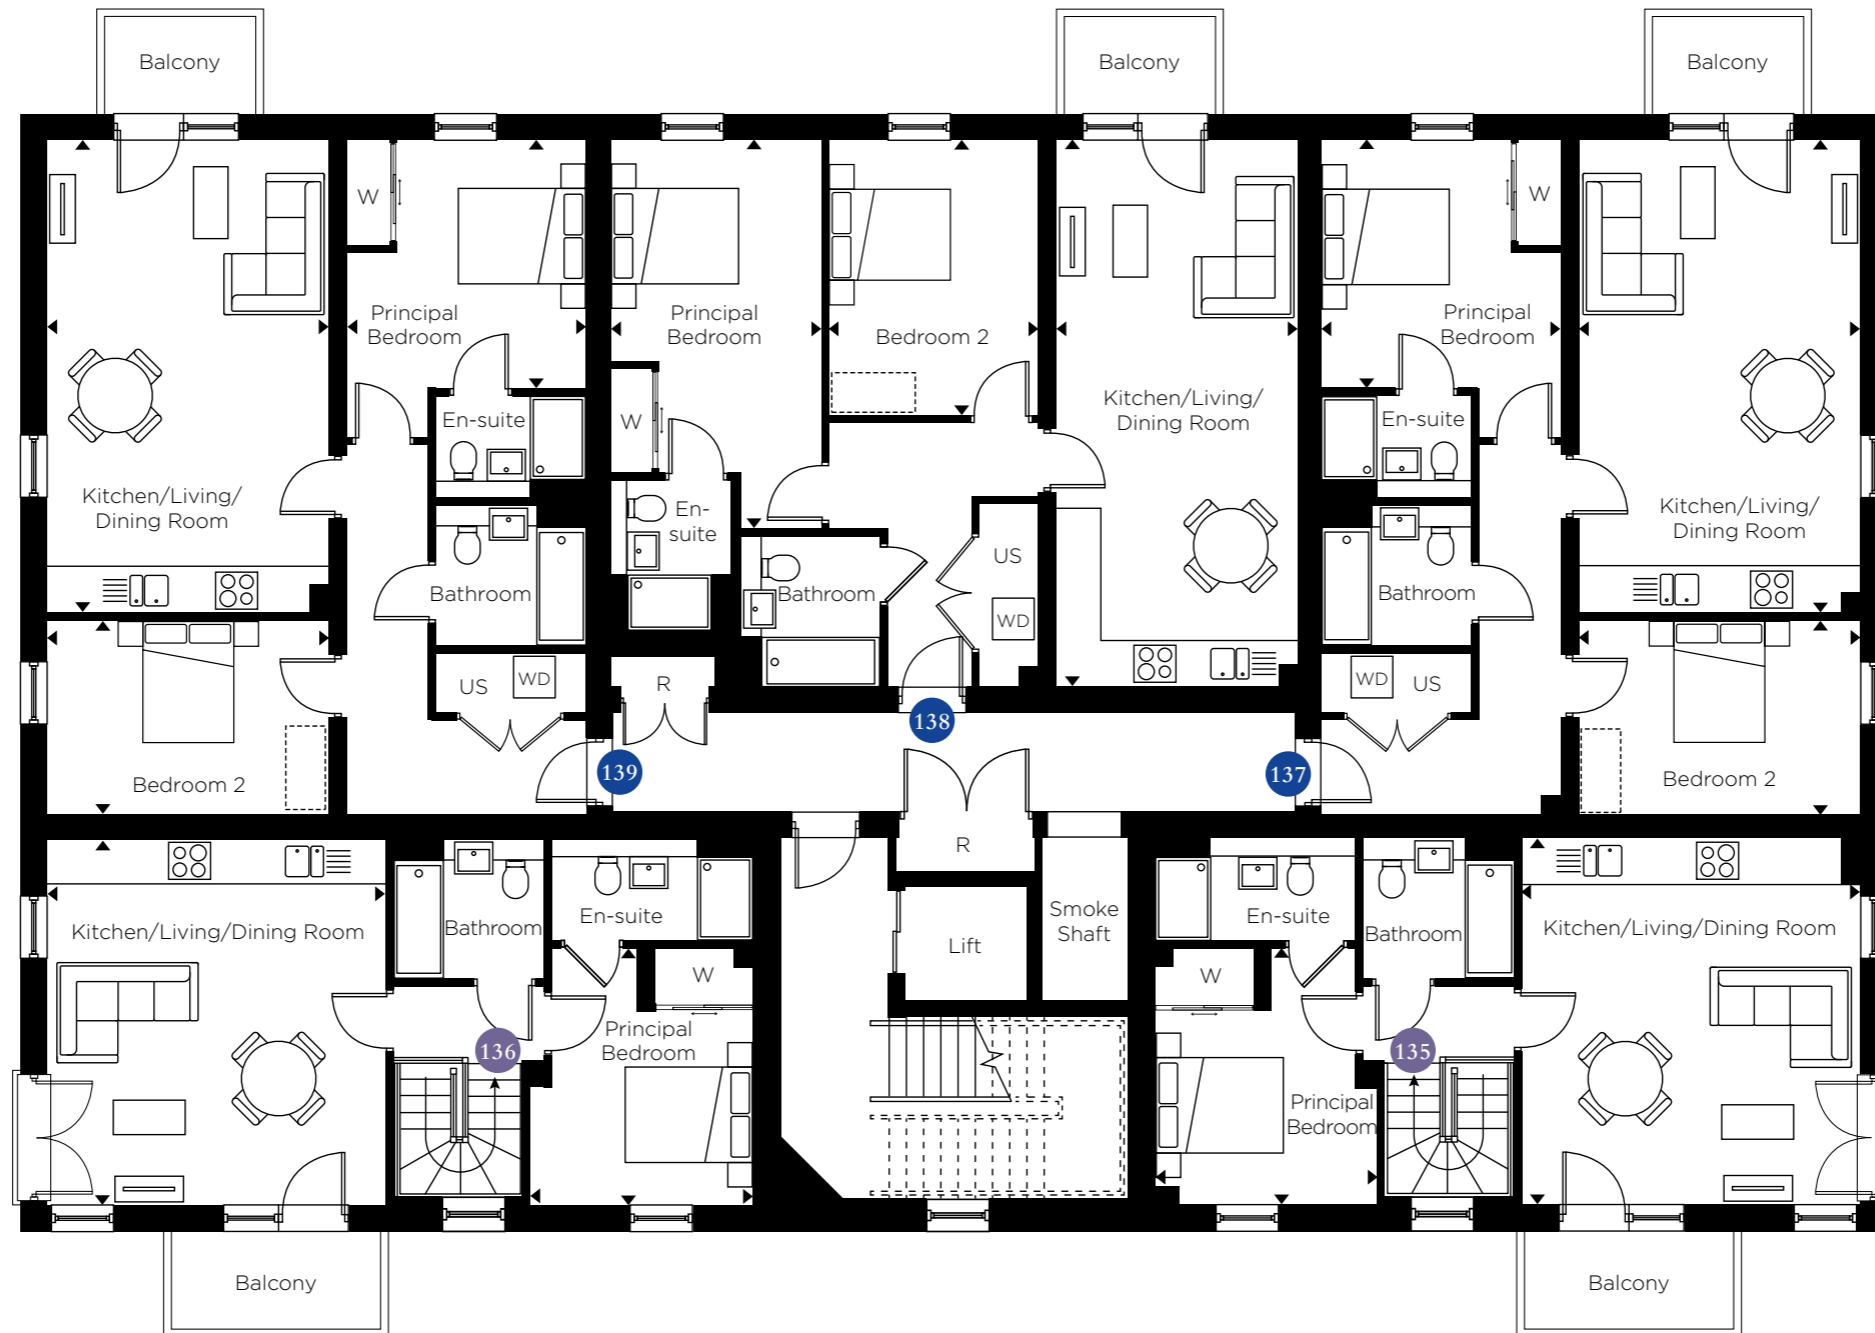 Balcony
Balcony
Balcony
W
W
Principal
Bedroom
Principal
Bedroom
Bedroom 2
Principal
Bedroom
Kitchen/Living/
Dining Room
W
En-suite
En-suite
Kitchen/Living/
Dining Room
Kitchen/Living/
Dining Room
En-
suite
US
Bathroom
Bathroom
Bathroom
WD
US
WD
R
WD
US
138
139
137
Bedroom 2
Bedroom 2
R
Kitchen/Living/Dining Room
Bathroom
En-suite
Lift
Smoke
Shaft
En-suite
Bathroom
Kitchen/Living/Dining Room
W
W
Principal
Bedroom
136
135
Principal
Bedroom
Balcony
Balcony